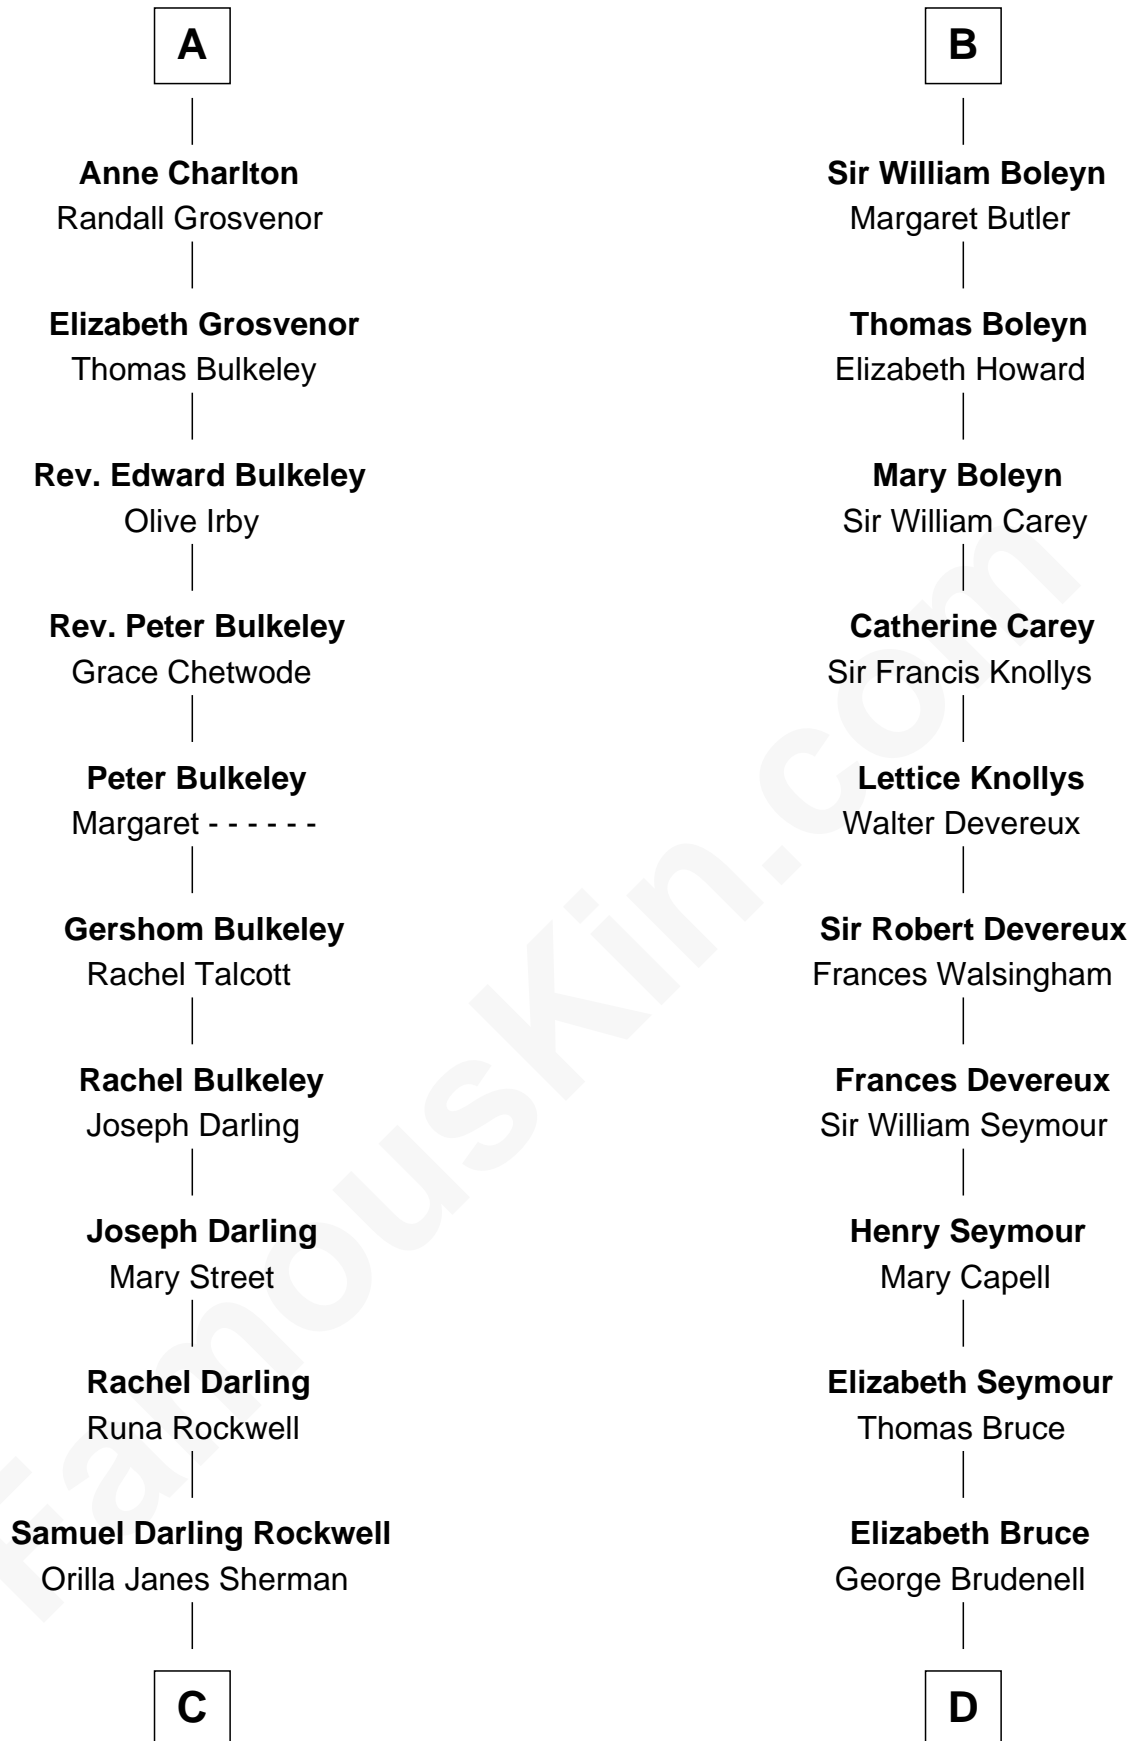 A
Anne Charlton
Randall Grosvenor
Elizabeth Grosvenor
Thomas Bulkeley
Rev. Edward Bulkeley
Olive Irby
Rev. Peter Bulkeley
Grace Chetwode
Peter Bulkeley
Margaret - - - - - -
Gershom Bulkeley
Rachel Talcott
Rachel Bulkeley
Joseph Darling
Joseph Darling
Mary Street
Rachel Darling
Runa Rockwell
Samuel Darling Rockwell
Orilla Janes Sherman
C
B
Sir William Boleyn
Margaret Butler
Thomas Boleyn
Elizabeth Howard
Mary Boleyn
Sir William Carey
Catherine Carey
Sir Francis Knollys
Lettice Knollys
Walter Devereux
Sir Robert Devereux
Frances Walsingham
Frances Devereux
Sir William Seymour
Henry Seymour
Mary Capell
Elizabeth Seymour
Thomas Bruce
Elizabeth Bruce
George Brudenell
D
FamousKin.com